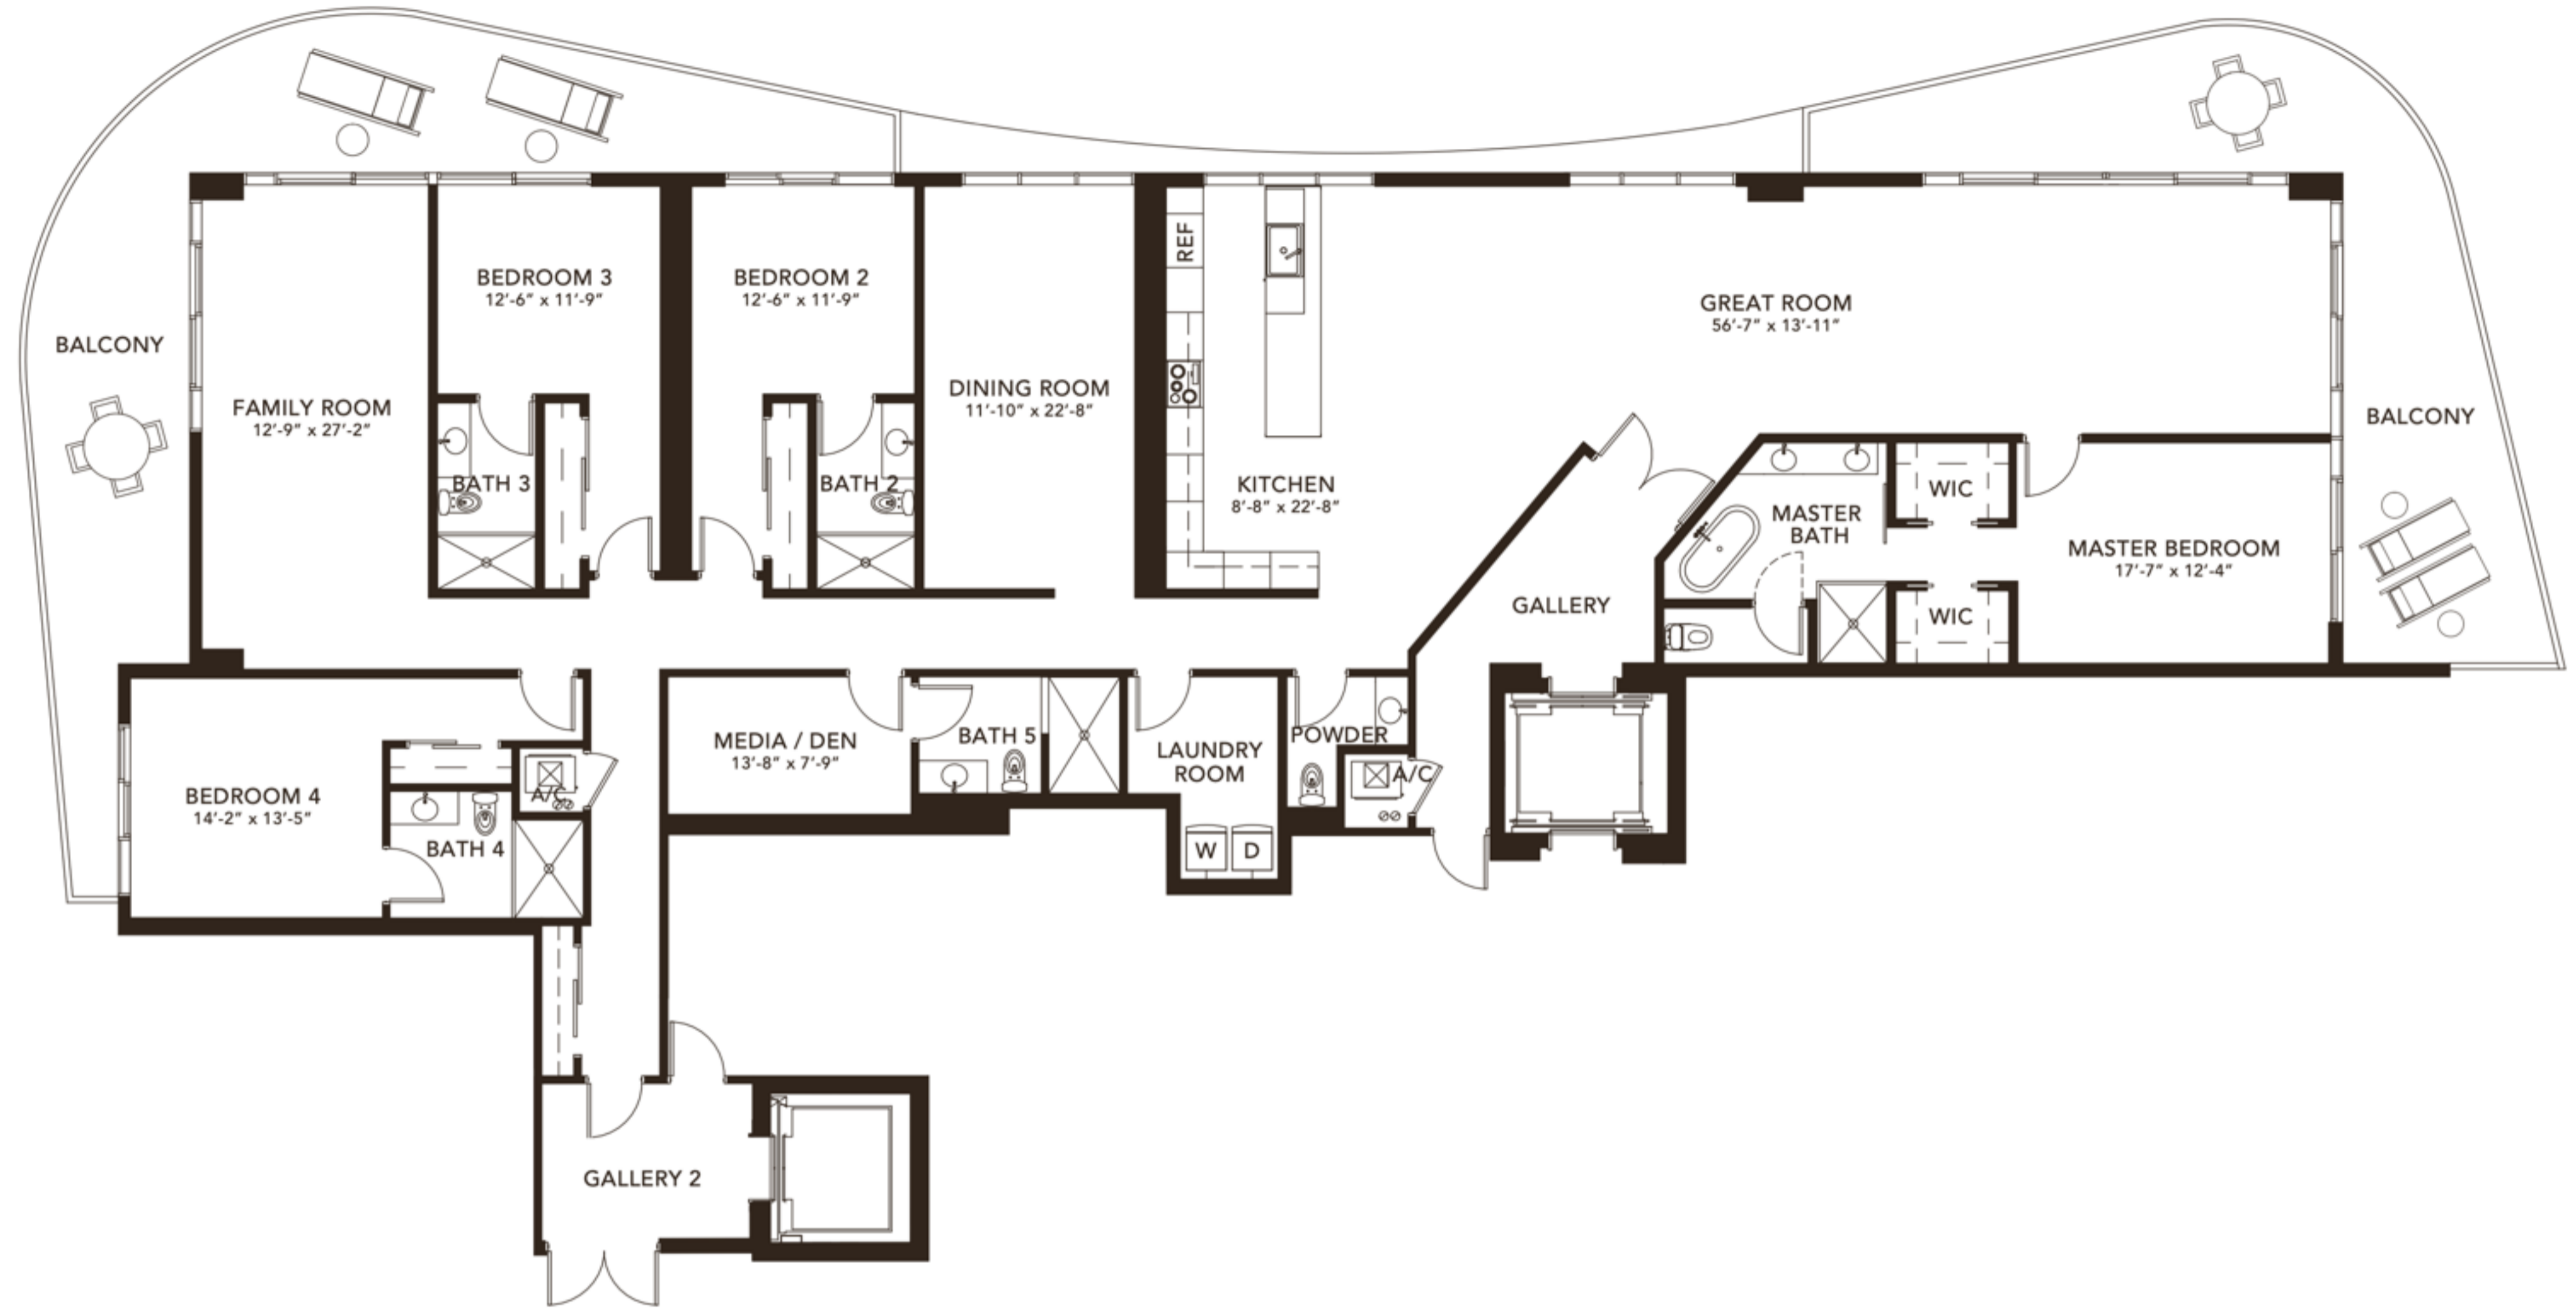 REF
BEDROOM 3
12'-6" x 11'-9"
BEDROOM 2
12'-6" x 11'-9"
GREAT ROOM
56'-7" x 13'-11"
BALCONY
FAMILY ROOM
12'-9" x 27'-2"
DINING ROOM
11'-10" x 22'-8"
BALCONY
BATH 3
BATH 2
KITCHEN
8'-8" x 22'-8"
WIC
MASTER
BATH
MASTER BEDROOM
17'-7" x 12'-4"
GALLERY
WIC
MEDIA / DEN
13'-8" x 7'-9"
BATH 5
LAUNDRY
ROOM
POWDER
A/C
BEDROOM 4
14'-2" x 13'-5"
A/C
BATH 4
W
D
GALLERY 2